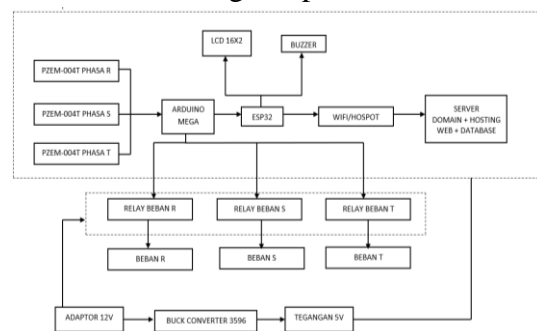 LCD 16X2
BUZZER
PZEM-004T PHASA R
PZEM-004T PHASA S
PZEM-004T PHASA T
ARDUINO
MEGA
ESP32
WIFI/HOSPOT
SERVER
DOMAIN + HOSTING
WEB + DATABASE
RELAY BEBAN R
RELAY BEBAN S
RELAY BEBAN T
BEBAN R
BEBAN S
BEBAN T
ADAPTOR 12V
BUCK CONVERTER 3596
TEGANGAN 5V